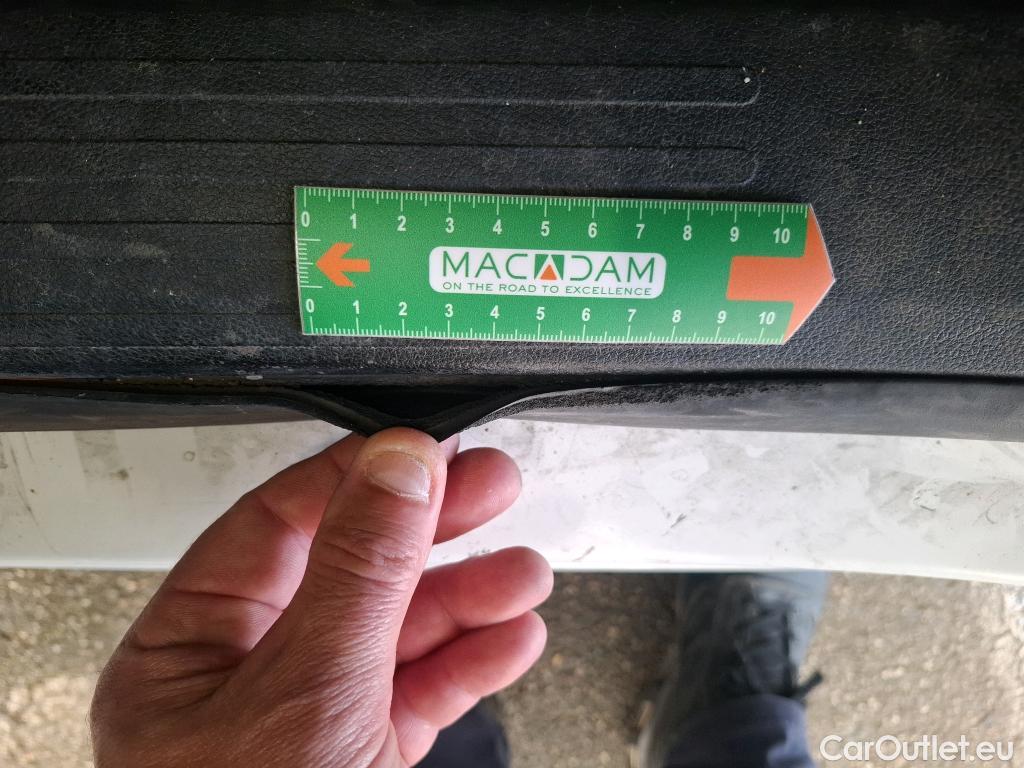 0 1 2 3 4 5 6 7 8 9 10
MACADAM
ON THE ROAD TO EXCELLENCE
0 1 2 3 4 5 6 7 8 9 10
CarOutlet.eu